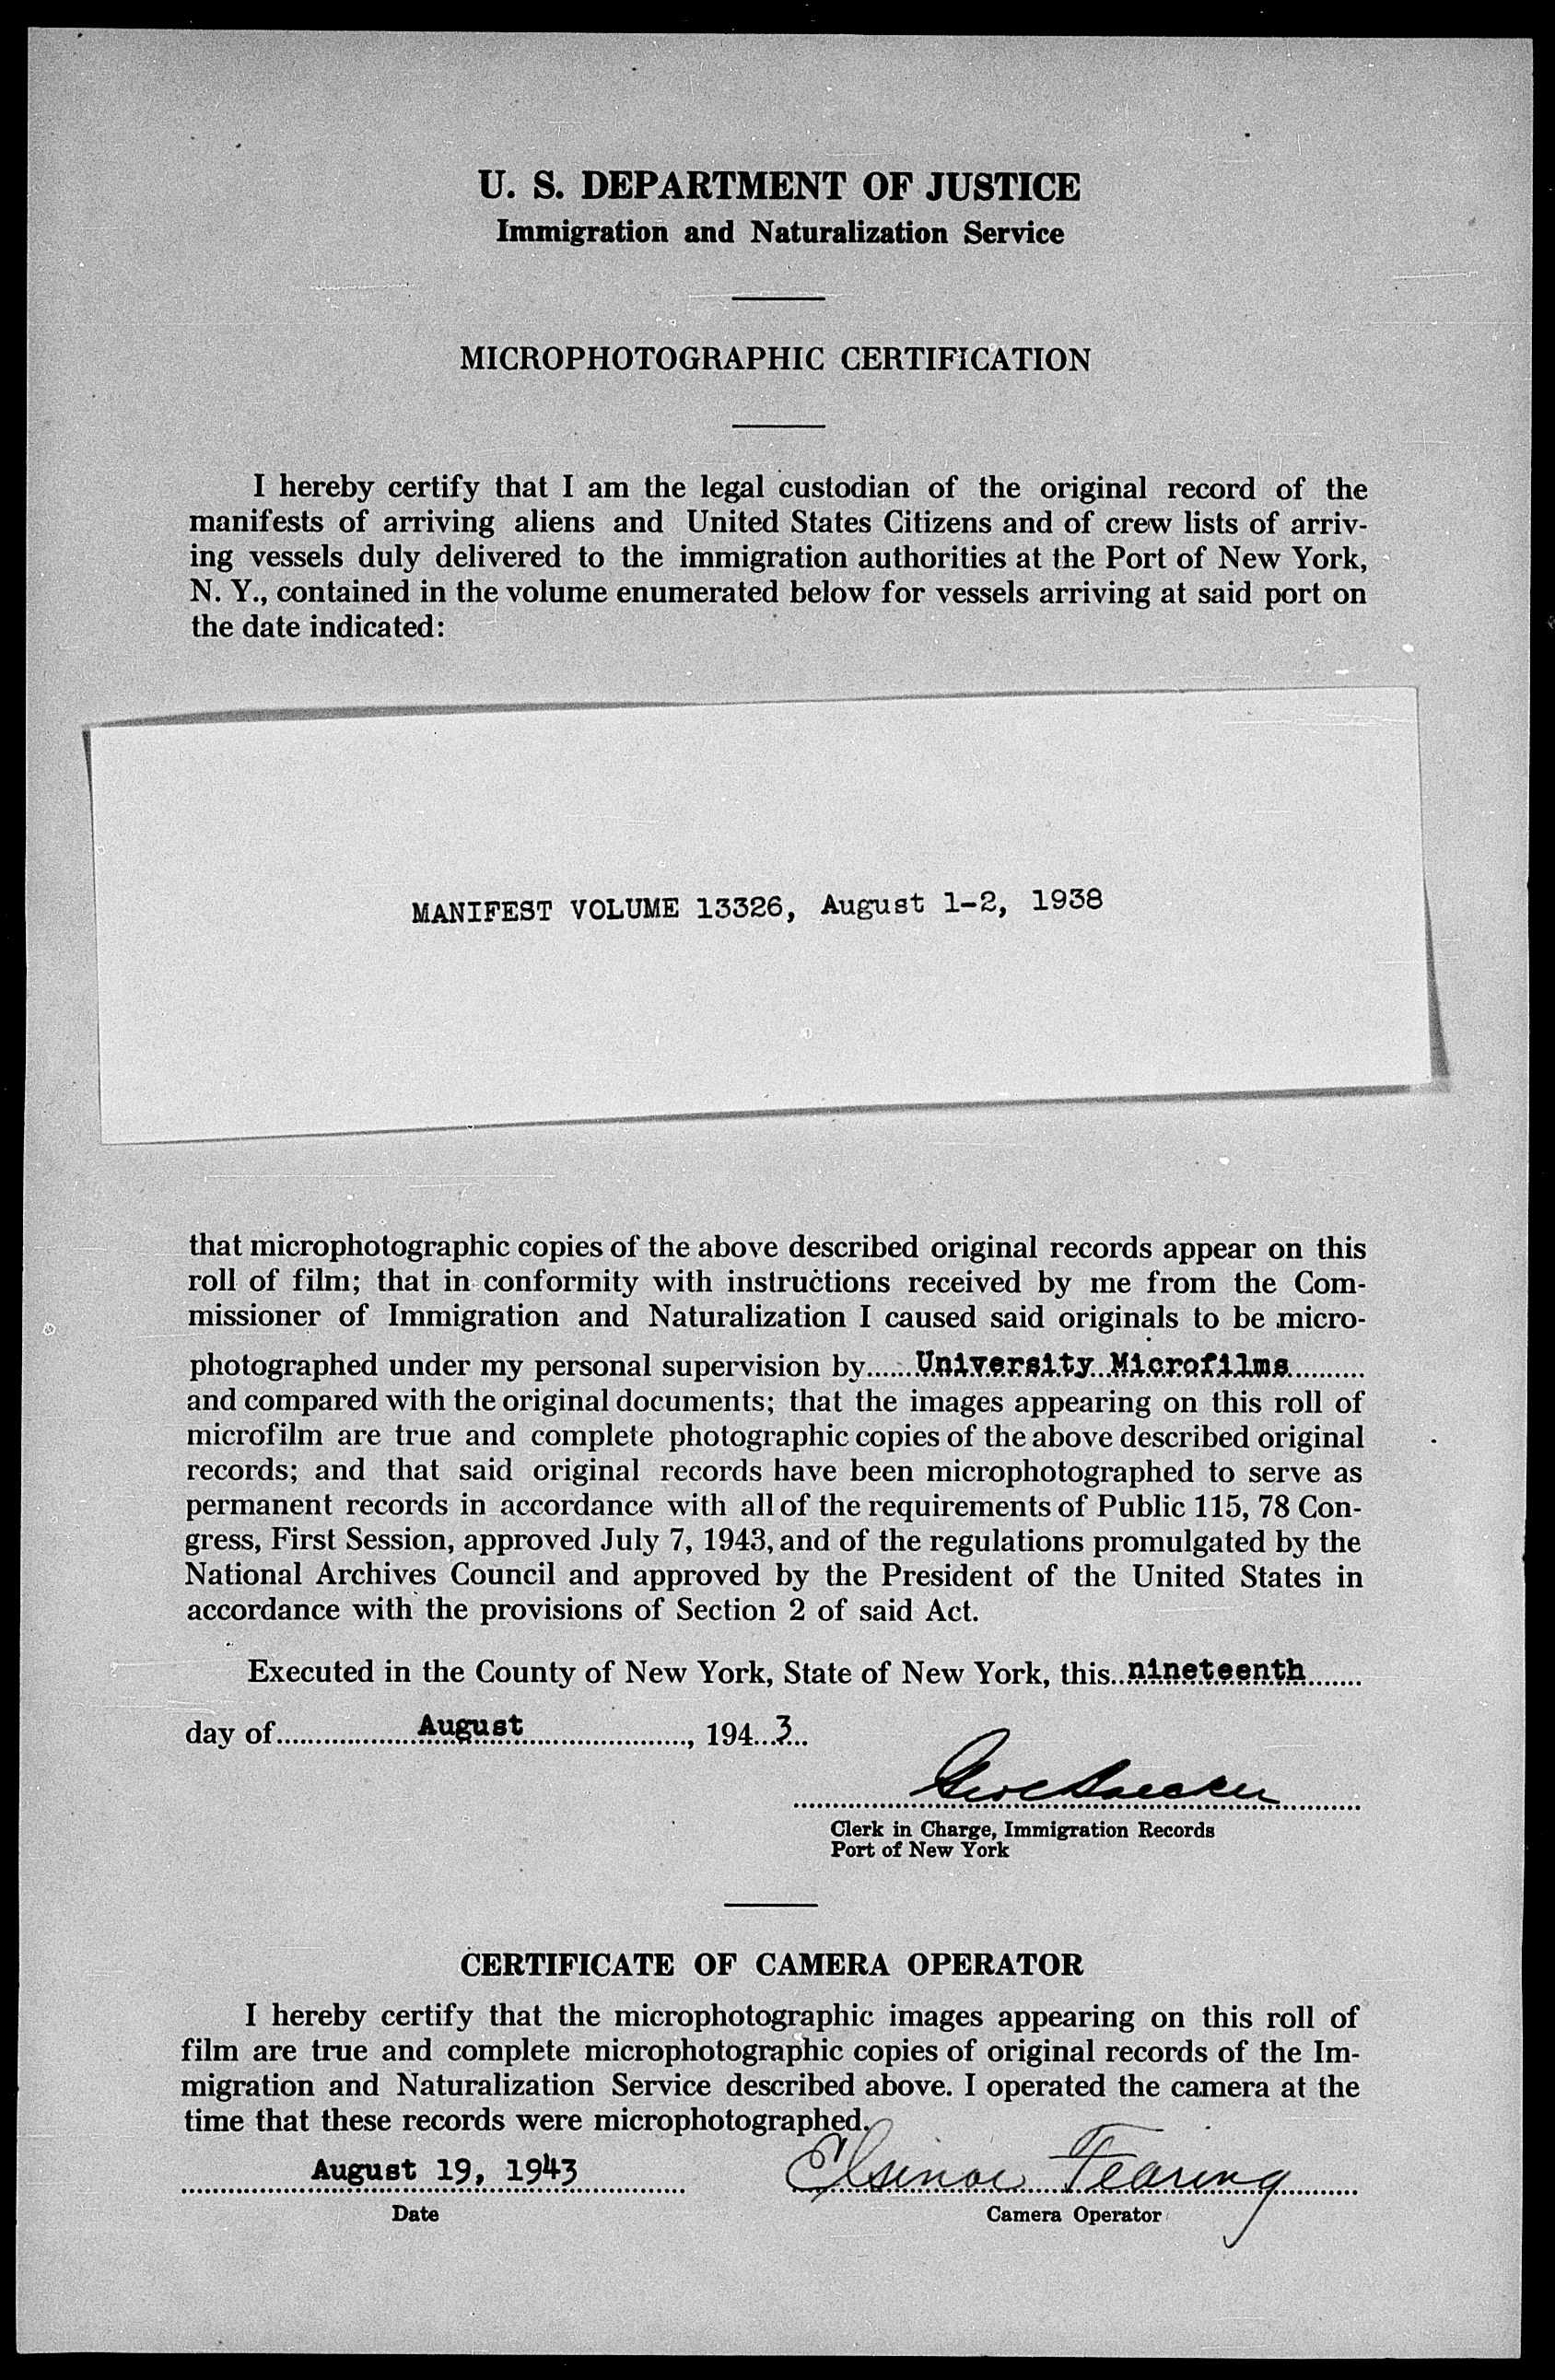 U. S. DEPARTMENT OF JUSTICE
Immigration and Naturalization Service
MICROPHOTOGRAPHIC CERTIFICATION
I hereby certify that I am the legal custodian of the original record of the
manifests of arriving aliens and United States Citizens and of crew lists of arriv-
ing vessels duly delivered to the immigration authorities at the Port of New York,
N. Y., contained in the volume enumerated below for vessels arriving at said port on
the date indicated:
MANIFEST VOLUME 13326, August 1-2, 1938
that microphotographic copies of the above described original records appear on this
roll of film; that in conformity with instructions received by me from the Com-
missioner of Immigration and Naturalization I caused said originals to be micro-
photographed under my personal supervision by......University Microfilms..........
and compared with the original documents; that the images appearing on this roll of
microfilm are true and complete photographic copies of the above described original
records; and that said original records have been microphotographed to serve as
permanent records in accordance with all of the requirements of Public 115, 78 Con-
gress, First Session, approved July 7, 1943, and of the regulations promulgated by the
National Archives Council and approved by the President of the United States in
accordance with the provisions of Section 2 of said Act.
Executed in the County of New York, State of New York, this..nineteenth.......
day of..................August......................, 194...3..
Clerk in Charge, Immigration Records
Port of New York
CERTIFICATE OF CAMERA OPERATOR
I hereby certify that the microphotographic images appearing on this roll of
film are true and complete microphotographic copies of original records of the Im-
migration and Naturalization Service described above. I operated the camera at the
time that these records were microphotographed.
August 19, 1943 Elsinoe Fearing
Date Camera Operator